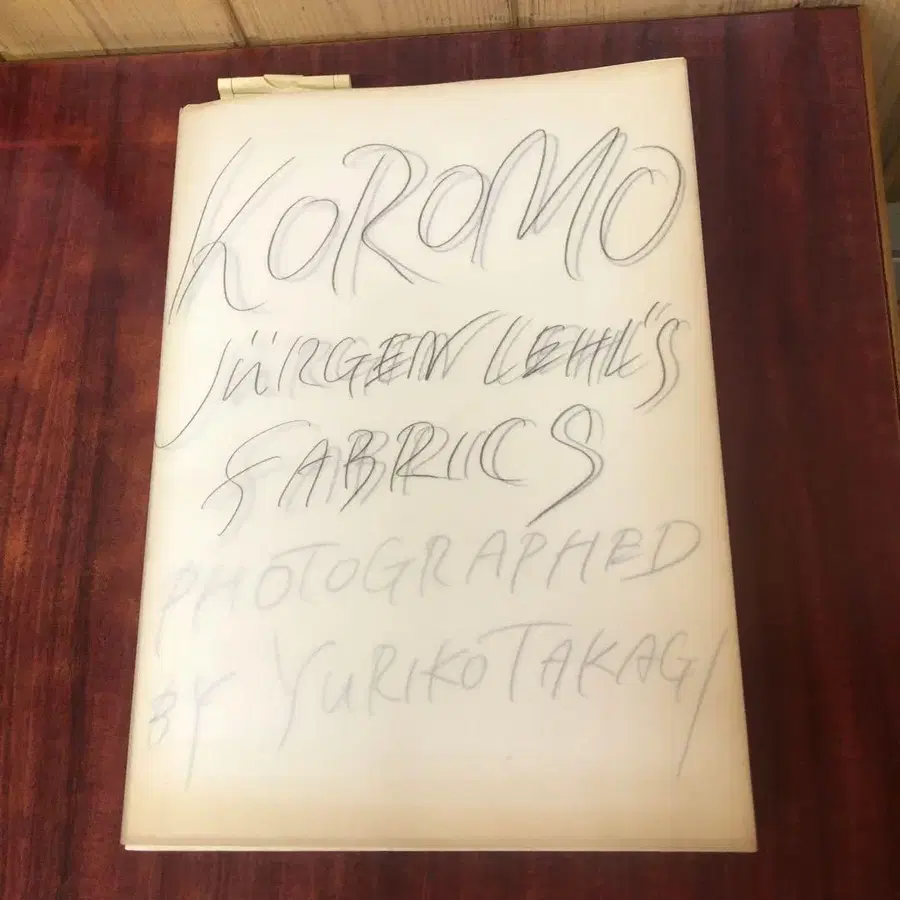 KOROMO
JÜRGEN LEHL'S
FABRICS
PHOTOGRAPHED
BY YURIKO TAKAGI